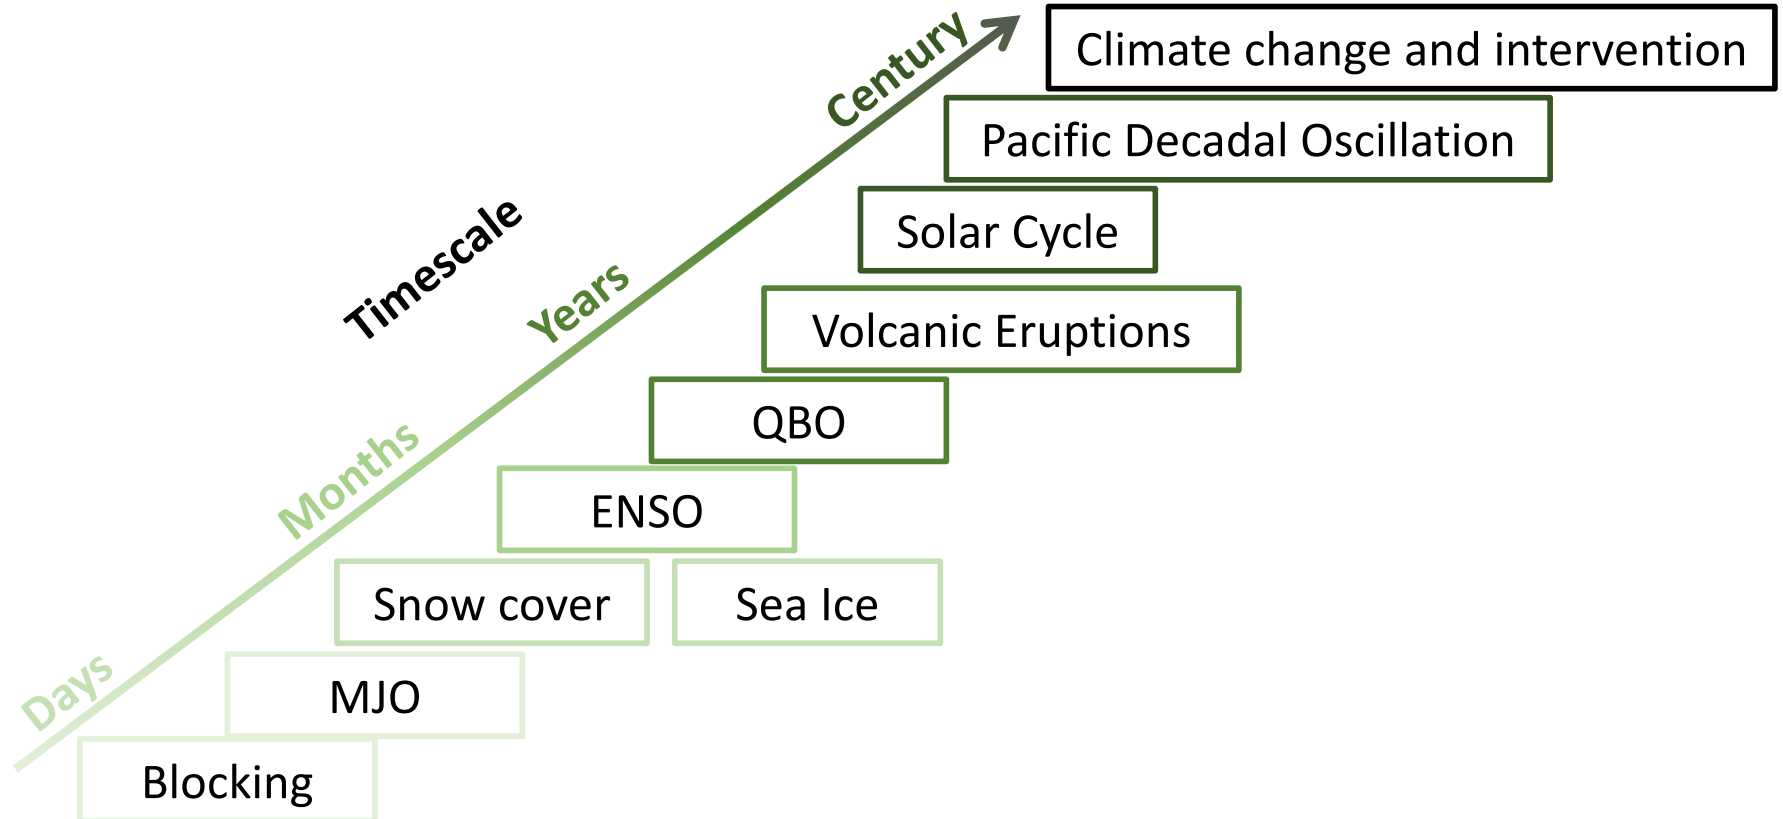 Century
Climate change and intervention
Pacific Decadal Oscillation
Timescale
Solar Cycle
Years
Volcanic Eruptions
QBO
Months
ENSO
Snow cover
Sea Ice
Days
MJO
Blocking